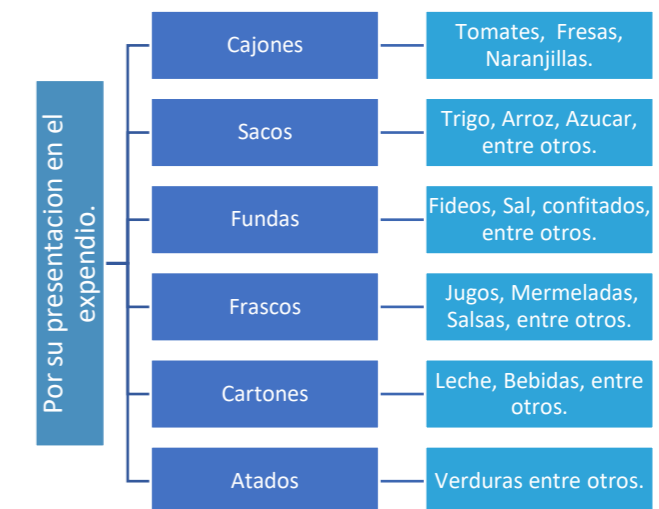 Por su presentacion en el
expendio.
Cajones
Tomates, Fresas,
Naranjillas.
Sacos
Trigo, Arroz, Azucar,
entre otros.
Fundas
Fideos, Sal, confitados,
entre otros.
Frascos
Jugos, Mermeladas,
Salsas, entre otros.
Cartones
Leche, Bebidas, entre
otros.
Atados
Verduras entre otros.